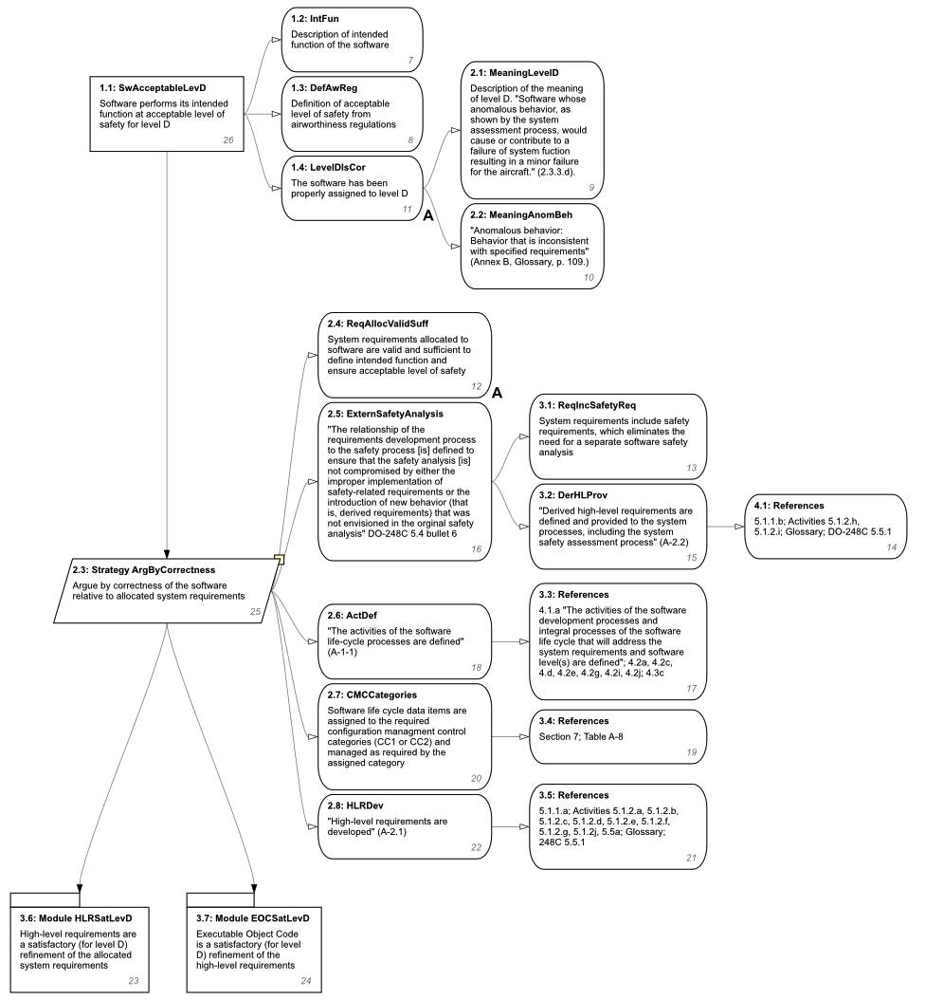 1.2: IntFun
Description of intended
function of the software
7
1.1: SwAcceptableLevD
Software performs its intended
function at acceptable level of
safety for level D
26
1.3: DefAwReg
Definition of acceptable
level of safety from
airworthiness regulations
8
1.4: LevelDIsCor
The software has been
properly assigned to level D
11
A
2.1: MeaningLevelD
Description of the meaning
of level D. "Software whose
anomalous behavior, as
shown by the system
assessment process, would
cause or contribute to a
failure of system fuction
resulting in a minor failure
for the aircraft." (2.3.3.d).
9
2.2: MeaningAnomBeh
"Anomalous behavior:
Behavior that is inconsistent
with specified requirements"
(Annex B, Glossary, p. 109.)
10
2.4: ReqAllocValidSuff
System requirements allocated to
software are valid and sufficient to
define intended function and
ensure acceptable level of safety
12
A
2.5: ExternSafetyAnalysis
"The relationship of the
requirements development process
to the safety process [is] defined to
ensure that the safety analysis [is]
not compromised by either the
improper implementation of
safety-related requirements or the
introduction of new behavior (that
is, derived requirements) that was
not envisioned in the orginal safety
analysis" DO-248C 5.4 bullet 6
16
3.1: ReqIncSafetyReq
System requirements include safety
requirements, which eliminates the
need for a separate software safety
analysis
13
3.2: DerHLProv
"Derived high-level requirements are
defined and provided to the system
processes, including the system
safety assessment process" (A-2.2)
15
4.1: References
5.1.1.b; Activities 5.1.2.h,
5.1.2.i; Glossary; DO-248C 5.5.1
14
2.3: Strategy ArgByCorrectness
Argue by correctness of the software
relative to allocated system requirements
25
2.6: ActDef
"The activities of the software
life-cycle processes are defined"
(A-1-1)
18
3.3: References
4.1.a "The activities of the software
development processes and
integral processes of the software
life cycle that will address the
system requirements and software
level(s) are defined"; 4.2a, 4.2c,
4.d, 4.2e, 4.2g, 4.2i, 4.2j; 4.3c
17
2.7: CMCCategories
Software life cycle data items are
assigned to the required
configuration managment control
categories (CC1 or CC2) and
managed as required by the
assigned category
20
3.4: References
Section 7; Table A-8
19
2.8: HLRDev
"High-level requirements are
developed" (A-2.1)
22
3.5: References
5.1.1.a; Activities 5.1.2.a, 5.1.2.b,
5.1.2.c, 5.1.2.d, 5.1.2.e, 5.1.2.f,
5.1.2.g, 5.1.2j, 5.5a; Glossary;
248C 5.5.1
21
3.6: Module HLRSatLevD
High-level requirements are
a satisfactory (for level D)
refinement of the allocated
system requirements
23
3.7: Module EOCSatLevD
Executable Object Code
is a satisfactory (for level
D) refinement of the
high-level requirements
24